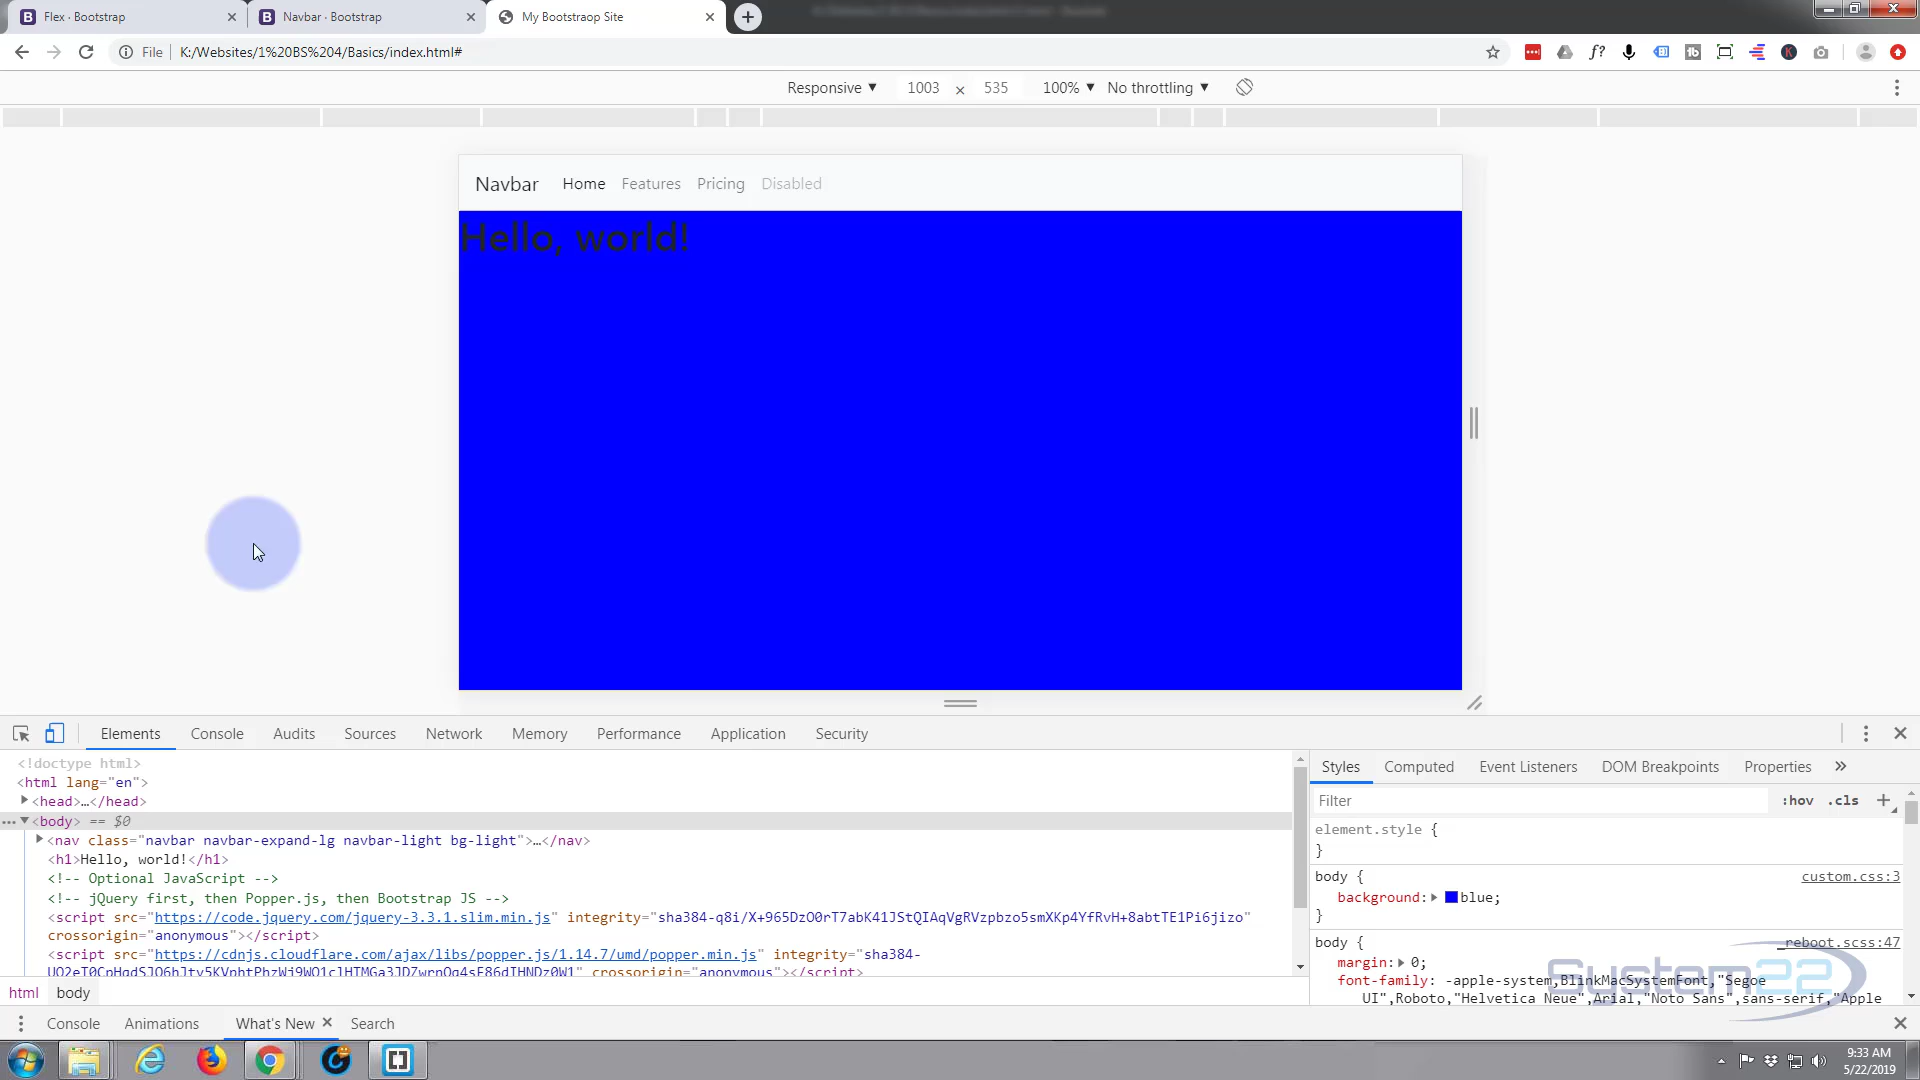 Flex · Bootstrap
Navbar · Bootstrap
My Bootstraop Site
File
K:/Websites/1%20BS%204/Basics/index.html#
Responsive ▼ 1003 × 535 100% ▼ No throttling ▼
Navbar Home Features Pricing Disabled
Hello, world!
Elements Console Audits Sources Network Memory Performance Application Security
<!doctype html>
<html lang="en">
<head>…</head>
<body> == $0
<nav class="navbar navbar-expand-lg navbar-light bg-light">…</nav>
<h1>Hello, world!</h1>
<!-- Optional JavaScript -->
<!-- jQuery first, then Popper.js, then Bootstrap JS -->
<script src="https://code.jquery.com/jquery-3.3.1.slim.min.js" integrity="sha384-q8i/X+965DzO0rT7abK41JStQIAqVgRVzpbzo5smXKp4YfRvH+8abtTE1Pi6jizo"
crossorigin="anonymous"></script>
<script src="https://cdnjs.cloudflare.com/ajax/libs/popper.js/1.14.7/umd/popper.min.js" integrity="sha384-
UO2eT0CpHqdSJQ6hJty5KVphtPhzWj9WO1clHTMGa3JDZwrnQq4sF86dIHNDz0W1" crossorigin="anonymous"></script>
html body
Styles Computed Event Listeners DOM Breakpoints Properties »
Filter :hov .cls +
element.style {
}
body { custom.css:3
background: blue;
}
body { _reboot.scss:47
margin: 0;
font-family: -apple-system,BlinkMacSystemFont,"Segoe
UI",Roboto,"Helvetica Neue",Arial,"Noto Sans",sans-serif,"Apple
System22
Console Animations What's New Search
9:33 AM
5/22/2019